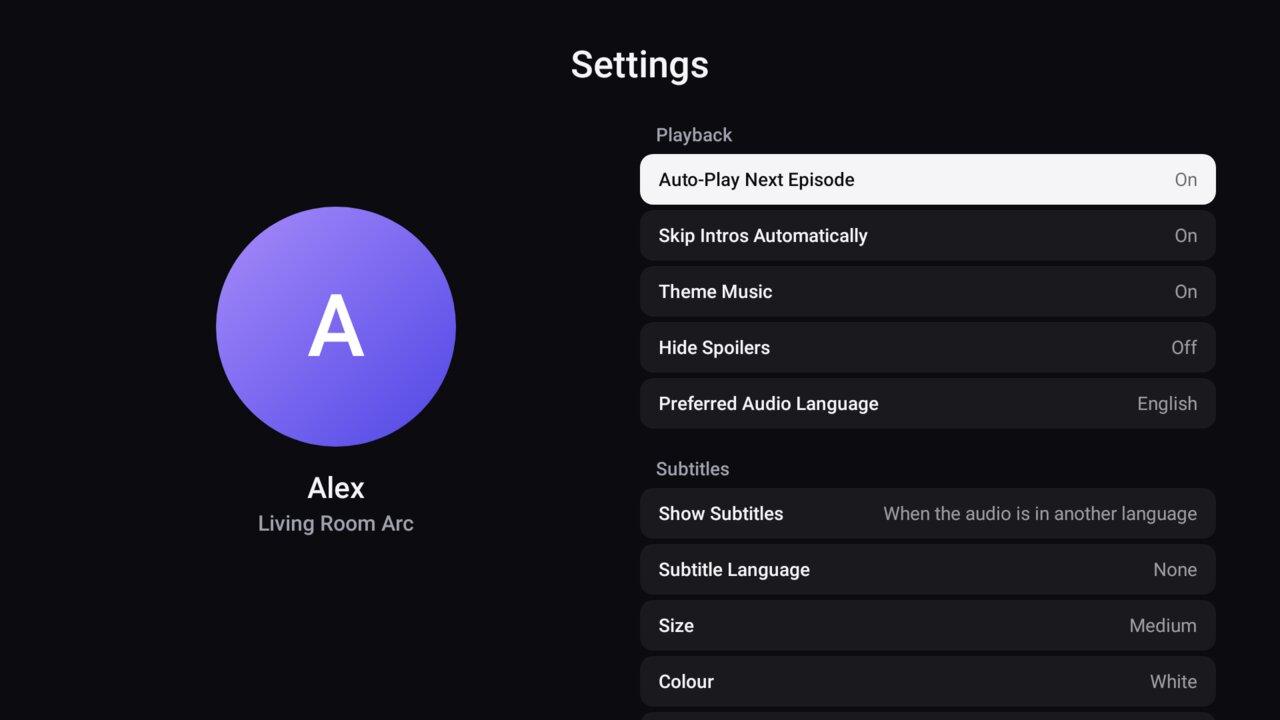 Settings
A
Alex
Living Room Arc
Playback
Auto-Play Next Episode On
Skip Intros Automatically On
Theme Music On
Hide Spoilers Off
Preferred Audio Language English
Subtitles
Show Subtitles When the audio is in another language
Subtitle Language None
Size Medium
Colour White